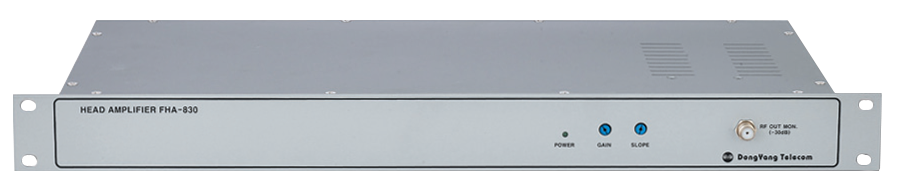 HEAD AMPLIFIER FHA-830
POWER
GAIN
SLOPE
RF OUT MON.
(-30dB)
DongYang Telecom